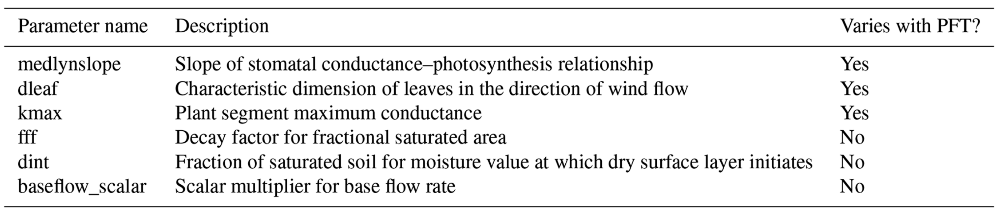 Parameter name Description Varies with PFT?
medlynslope Slope of stomatal conductance–photosynthesis relationship Yes
dleaf Characteristic dimension of leaves in the direction of wind flow Yes
kmax Plant segment maximum conductance Yes
fff Decay factor for fractional saturated area No
dint Fraction of saturated soil for moisture value at which dry surface layer initiates No
baseflow_scalar Scalar multiplier for base flow rate No